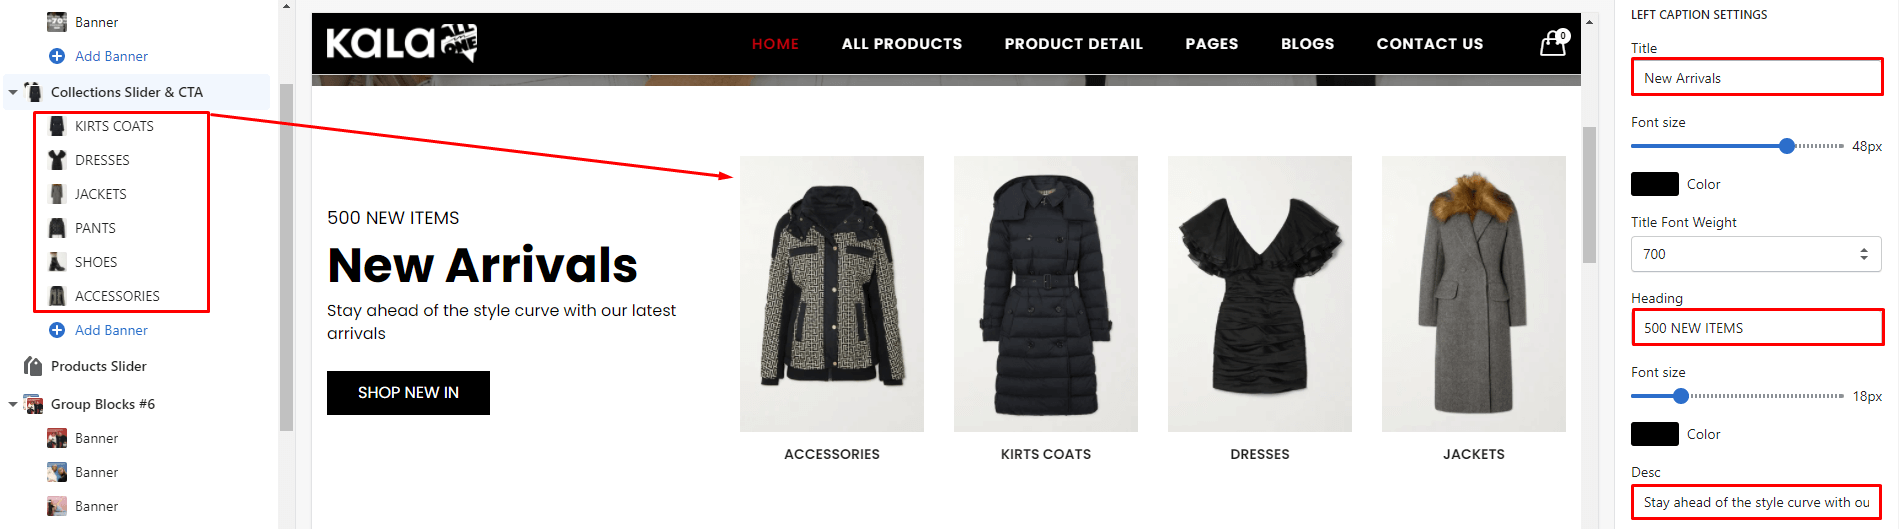 Banner
Add Banner
Collections Slider & CTA
KIRTS COATS
DRESSES
JACKETS
PANTS
SHOES
ACCESSORIES
Add Banner
Products Slider
Group Blocks #6
Banner
Banner
Banner
KALA ALL IN ONE
HOME ALL PRODUCTS PRODUCT DETAIL PAGES BLOGS CONTACT US 0
500 NEW ITEMS
New Arrivals
Stay ahead of the style curve with our latest
arrivals
SHOP NEW IN
ACCESSORIES KIRTS COATS DRESSES JACKETS
LEFT CAPTION SETTINGS
Title
New Arrivals
Font size
48px
Color
Title Font Weight
700
Heading
500 NEW ITEMS
Font size
18px
Color
Desc
Stay ahead of the style curve with ou